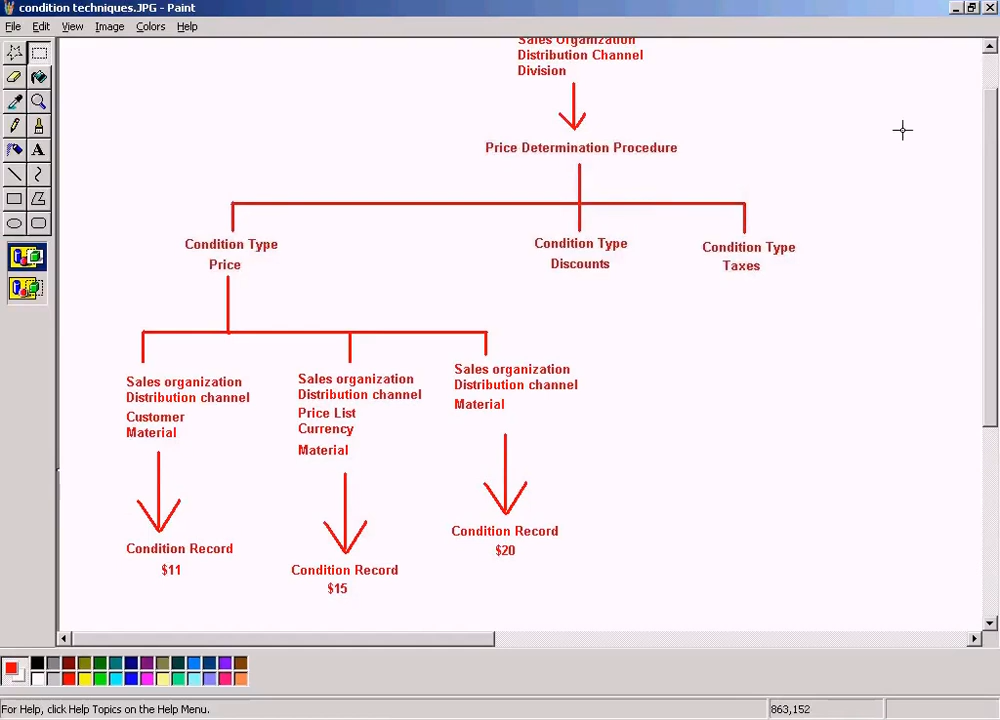 condition techniques.JPG - Paint
File Edit View Image Colors Help
Sales Organization
Distribution Channel
Division
Price Determination Procedure
Condition Type
Price
Condition Type
Discounts
Condition Type
Taxes
Sales organization
Distribution channel
Customer
Material
Sales organization
Distribution channel
Price List
Currency
Material
Sales organization
Distribution channel
Material
Condition Record
$11
Condition Record
$15
Condition Record
$20
For Help, click Help Topics on the Help Menu.
863,152